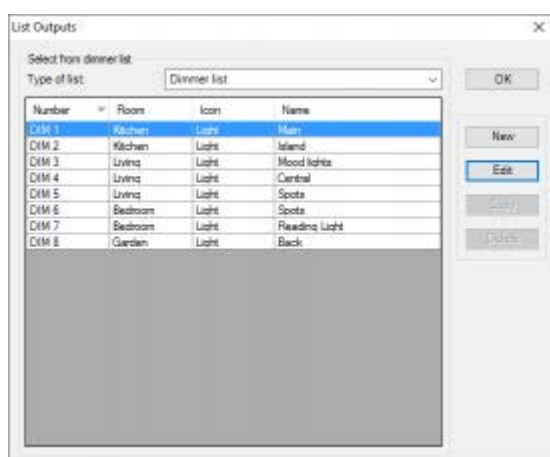 List Outputs
Select from dimmer list
Type of list: Dimmer list
OK
Number Room Icon Name
DIM 1 Kitchen Light Main
DIM 2 Kitchen Light Island
DIM 3 Living Light Mood lights
DIM 4 Living Light Central
DIM 5 Living Light Spots
DIM 6 Bedroom Light Spots
DIM 7 Bedroom Light Reading Light
DIM 8 Garden Light Back
New
Edit
Copy
Delete